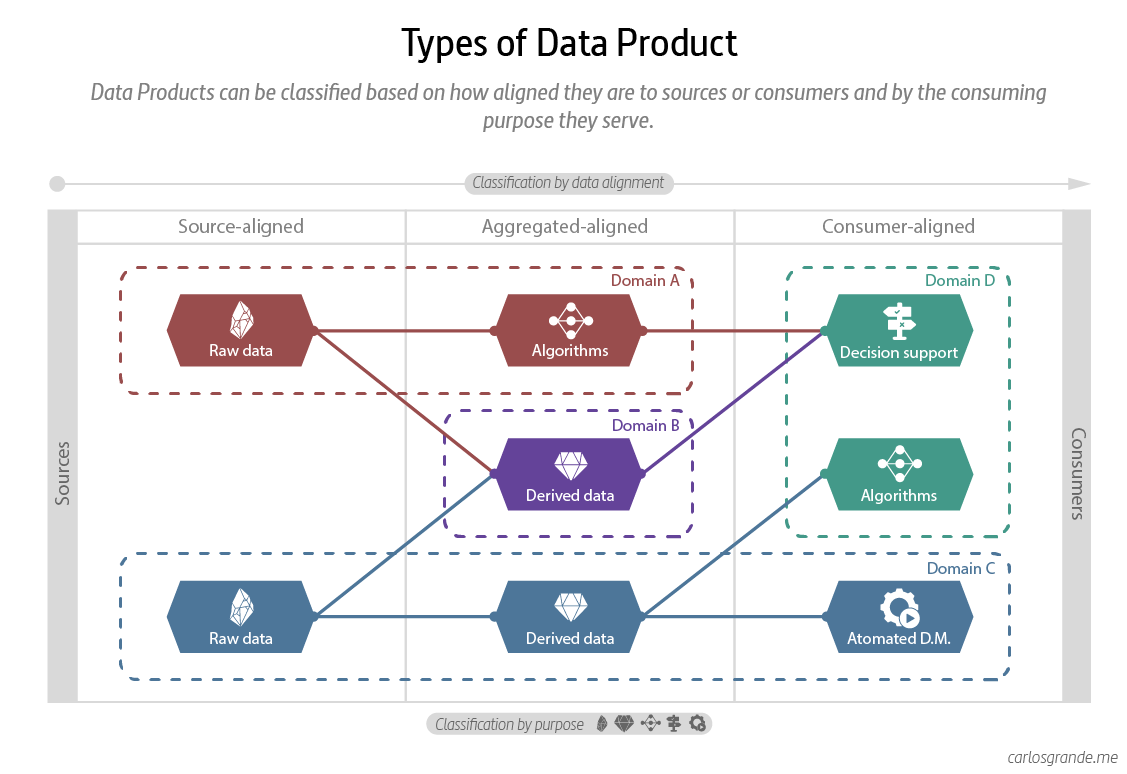 Types of Data Product
Data Products can be classified based on how aligned they are to sources or consumers and by the consuming
purpose they serve.
Classification by data alignment
Source-aligned
Aggregated-aligned
Consumer-aligned
Sources
Consumers
Domain A
Domain D
Raw data
Algorithms
Decision support
Domain B
Derived data
Algorithms
Domain C
Raw data
Derived data
Atomated D.M.
Classification by purpose
carlosgrande.me